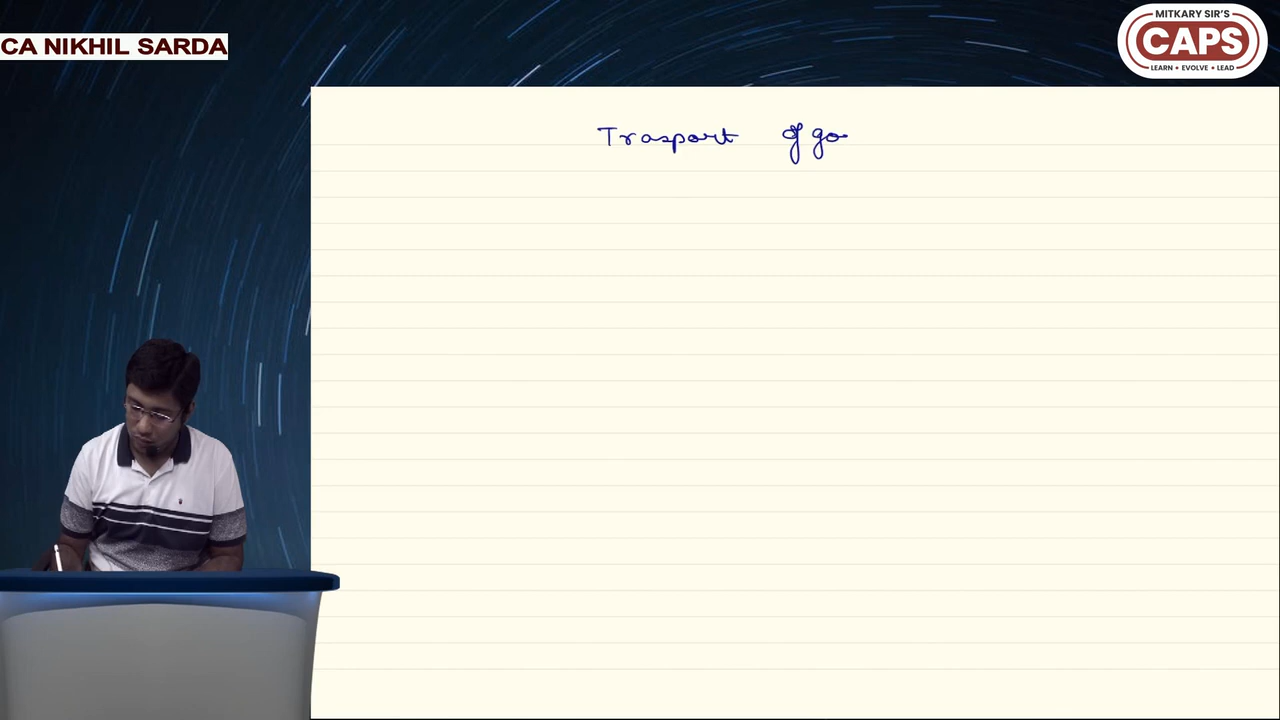 CA NIKHIL SARDA
MITKARY SIR'S
CAPS
LEARN • EVOLVE • LEAD
Trasport of go